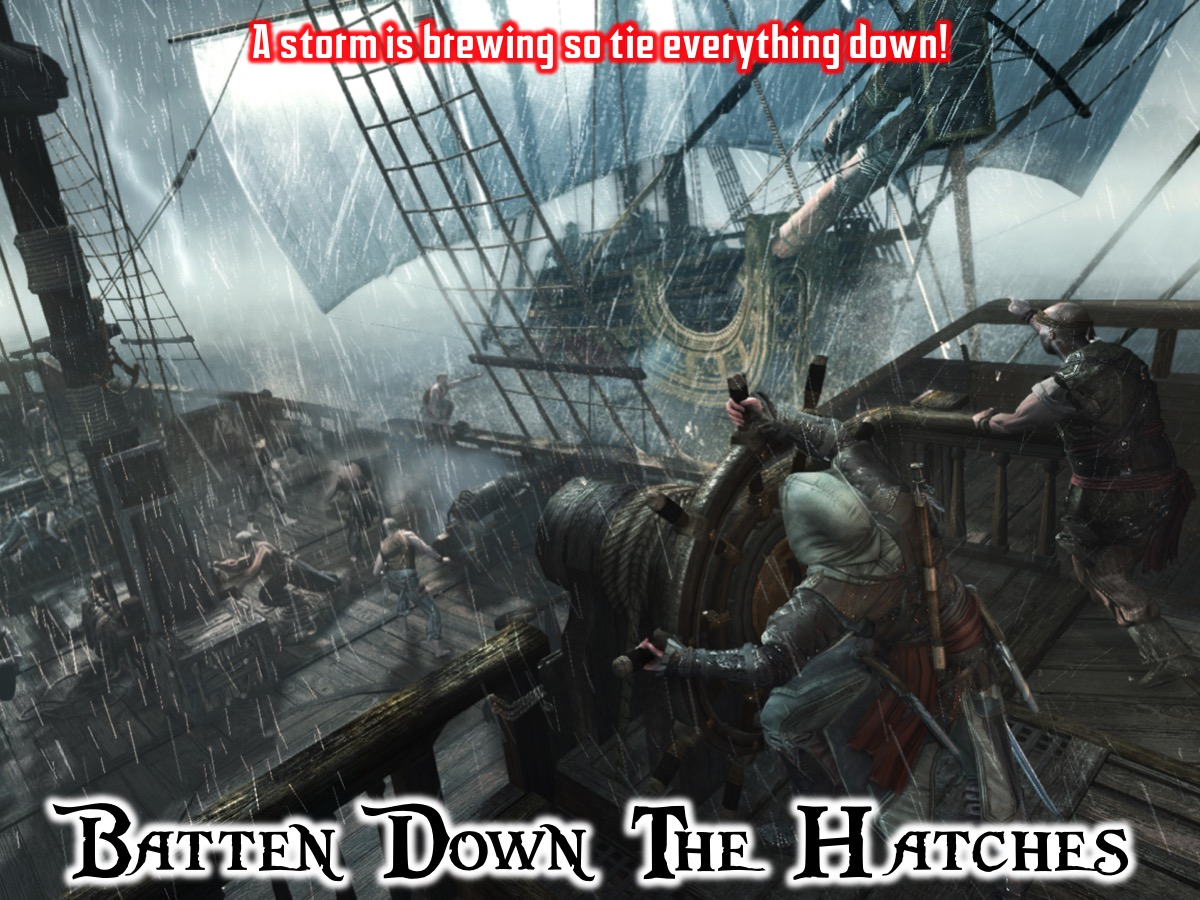 A storm is brewing so tie everything down!
Batten Down The Hatches